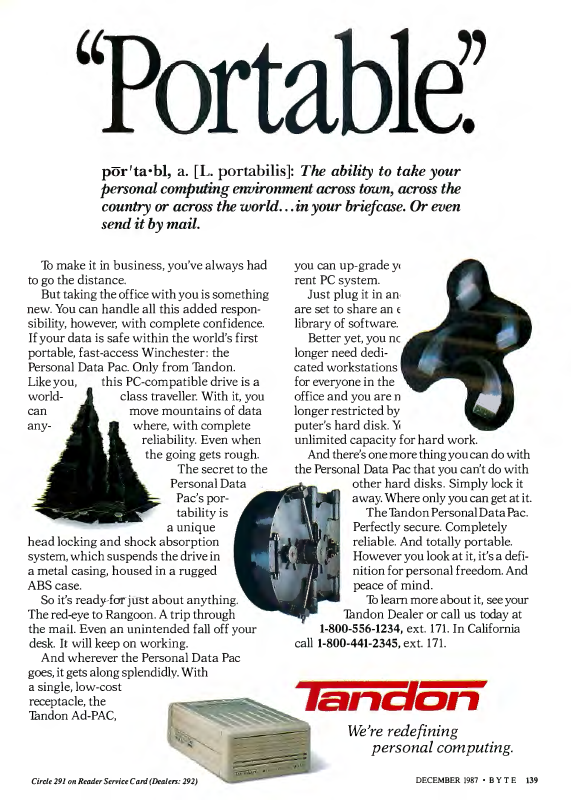 “Portable.”
pōr′ta•bl, a. [L. portabilis]: The ability to take your
personal computing environment across town, across the
country or across the world...in your briefcase. Or even
send it by mail.
To make it in business, you've always had
to go the distance.
But taking the office with you is something
new. You can handle all this added respon-
sibility, however, with complete confidence.
If your data is safe within the world's first
portable, fast-access Winchester: the
Personal Data Pac. Only from Tandon.
Like you, this PC-compatible drive is a
world- class traveller. With it, you
can move mountains of data
any- where, with complete
reliability. Even when
the going gets rough.
The secret to the
Personal Data
Pac's por-
tability is
a unique
head locking and shock absorption
system, which suspends the drive in
a metal casing, housed in a rugged
ABS case.
So it's ready for just about anything.
The red-eye to Rangoon. A trip through
the mail. Even an unintended fall off your
desk. It will keep on working.
And wherever the Personal Data Pac
goes, it gets along splendidly. With
a single, low-cost
receptacle, the
Tandon Ad-PAC,
you can up-grade
rent PC system.
Just plug it in
are set to share an
library of software.
Better yet, you
longer need dedi-
cated workstations
for everyone in the
office and you are
longer restricted by
puter's hard disk.
unlimited capacity for hard work.
And there's one more thing you can do with
the Personal Data Pac that you can't do with
other hard disks. Simply lock it
away. Where only you can get at it.
The Tandon Personal Data Pac.
Perfectly secure. Completely
reliable. And totally portable.
However you look at it, it's a defi-
nition for personal freedom. And
peace of mind.
To learn more about it, see your
Tandon Dealer or call us today at
1-800-556-1234, ext. 171. In California
call 1-800-441-2345, ext. 171.
Tandon
We're redefining
personal computing.
Circle 291 on Reader Service Card (Dealers: 292)
DECEMBER 1987 • BYTE 139